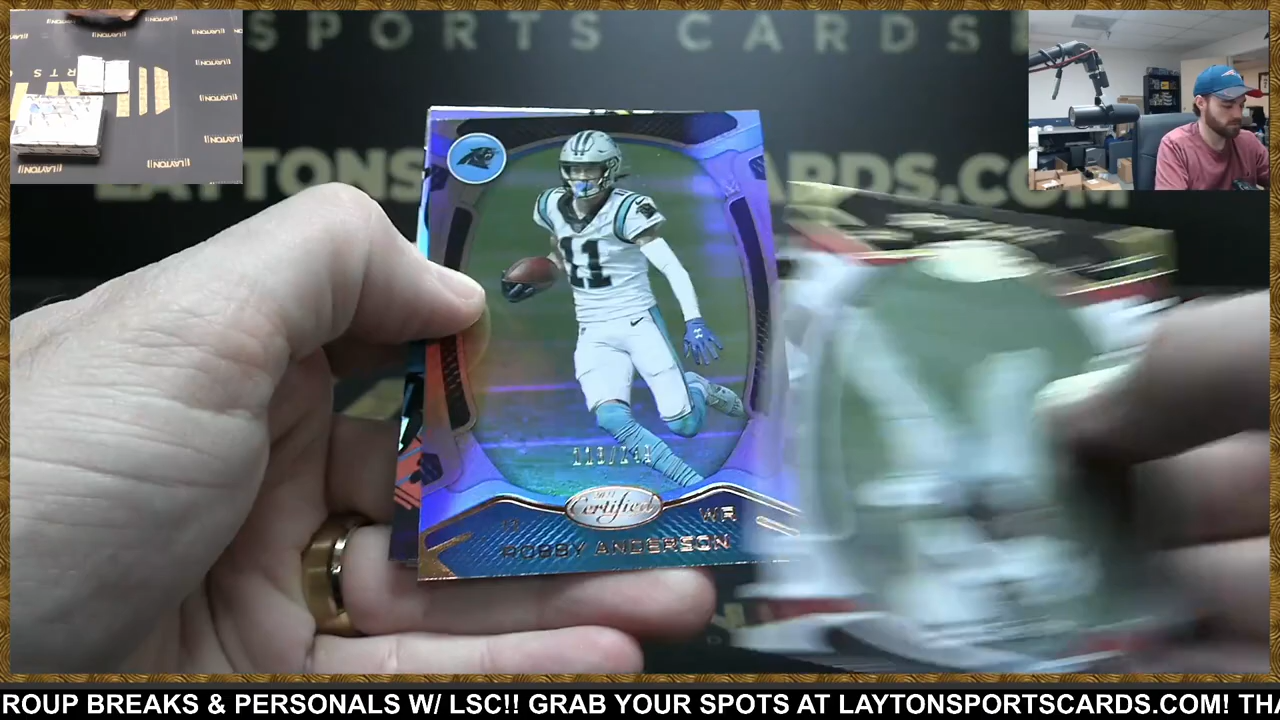 SPORTS CARDS
LAYTONSPORTSCARDS.COM
11
Certified
WR
ROBBY ANDERSON
ROUP BREAKS & PERSONALS W/ LSC!! GRAB YOUR SPOTS AT LAYTONSPORTSCARDS.COM! THA